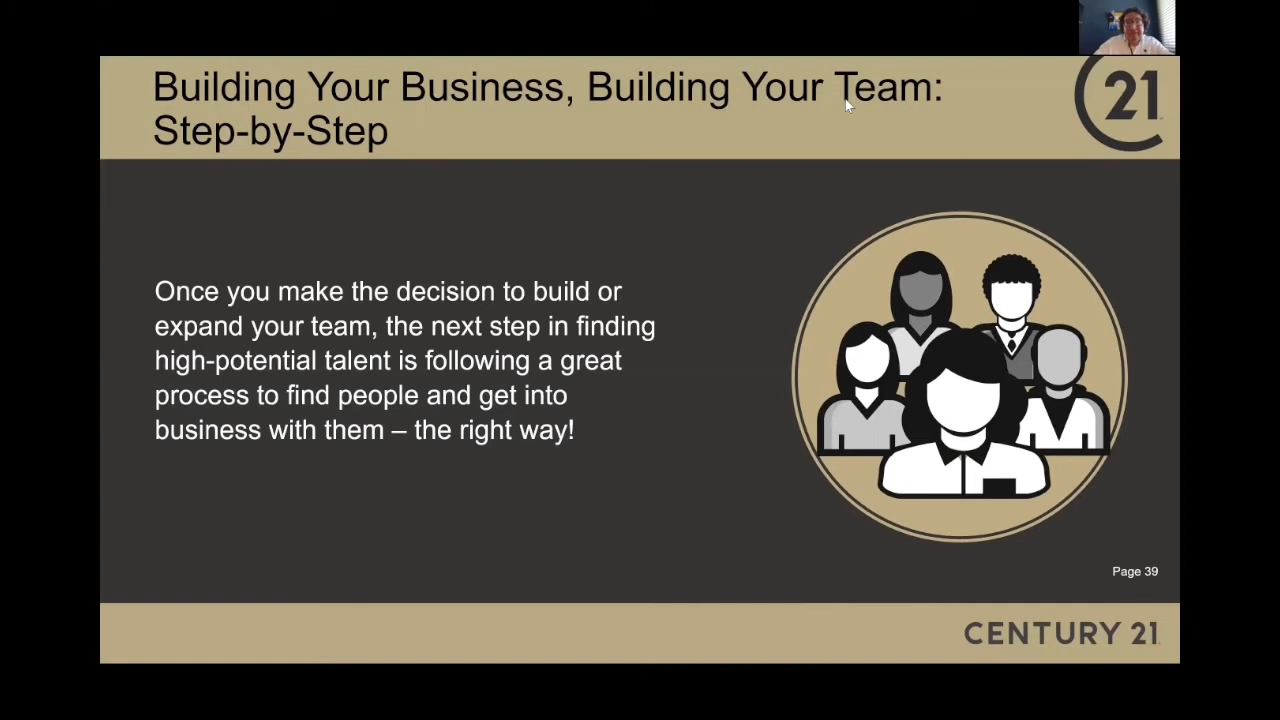 Building Your Business, Building Your Team:
Step-by-Step
21
Once you make the decision to build or
expand your team, the next step in finding
high-potential talent is following a great
process to find people and get into
business with them – the right way!
Page 39
CENTURY 21